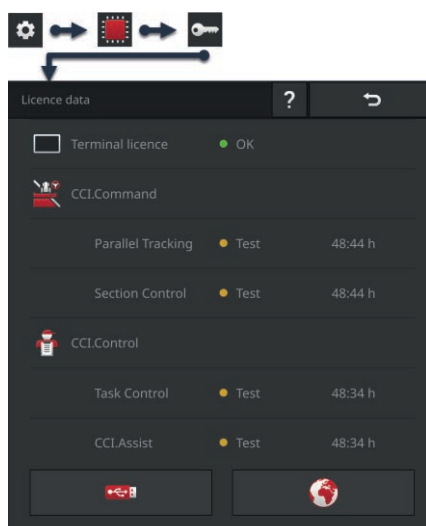 Licence data ?
Terminal licence OK
CCI.Command
Parallel Tracking Test 48:44 h
Section Control Test 48:44 h
CCI.Control
Task Control Test 48:34 h
CCI.Assist Test 48:34 h